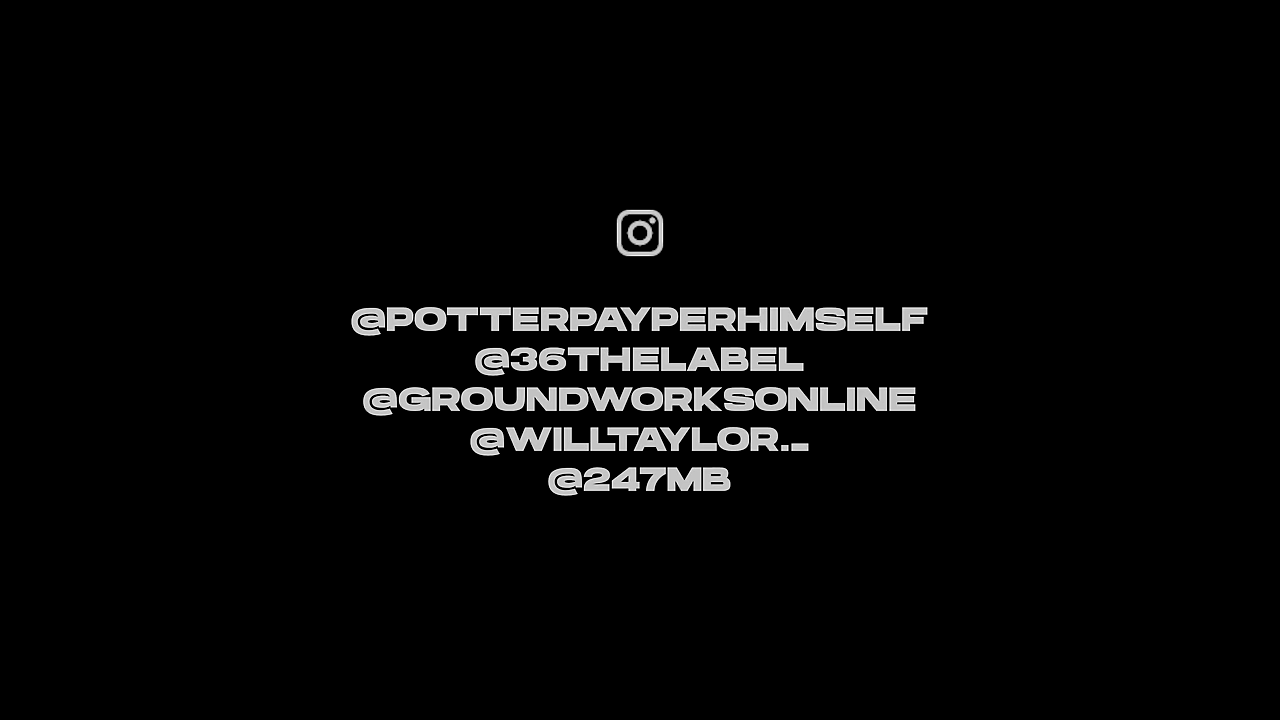 @POTTERPAYPERHIMSELF
@36THELABEL
@GROUNDWORKSONLINE
@WILLTAYLOR._
@247MB